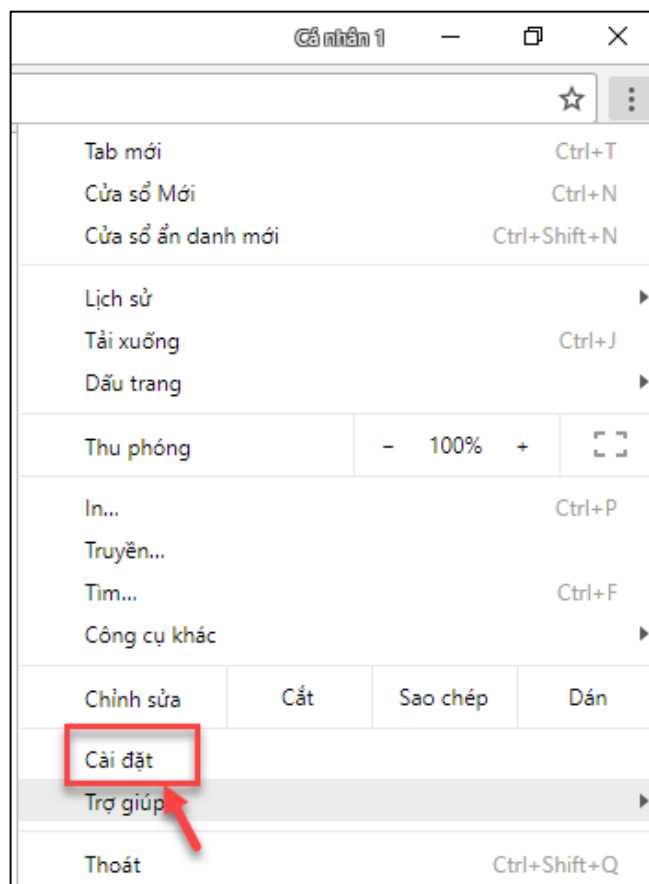 Cá nhân 1
Tab mới Ctrl+T
Cửa sổ Mới Ctrl+N
Cửa sổ ẩn danh mới Ctrl+Shift+N
Lịch sử
Tải xuống Ctrl+J
Dấu trang
Thu phóng - 100% +
In... Ctrl+P
Truyền...
Tìm... Ctrl+F
Công cụ khác
Chỉnh sửa Cắt Sao chép Dán
Cài đặt
Trợ giúp
Thoát Ctrl+Shift+Q